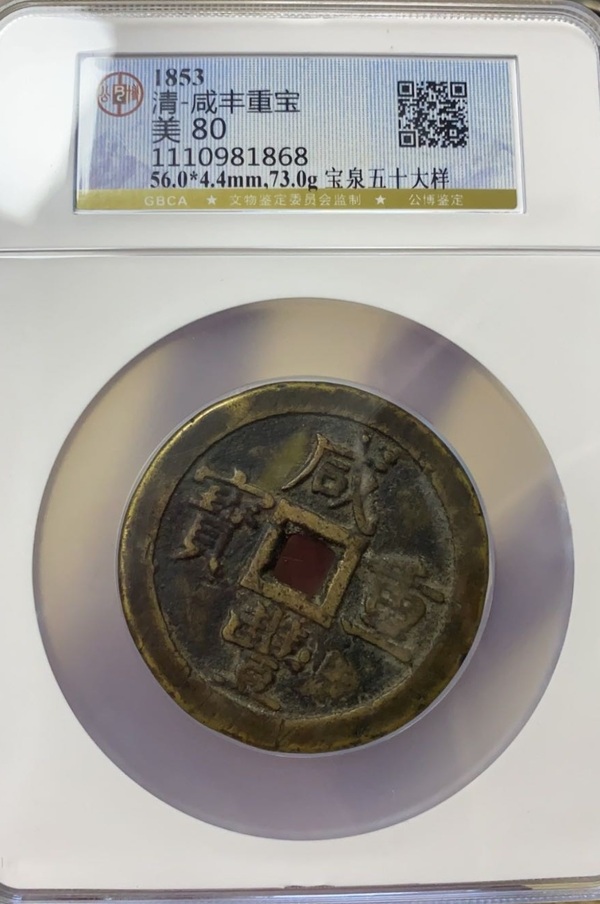 1853
清-咸丰重宝
美 80
1110981868
56.0*4.4mm,73.0g 宝泉五十大样
GBCA ★ 文物鉴定委员会监制 ★ 公博鉴定
咸
豐
重
寶